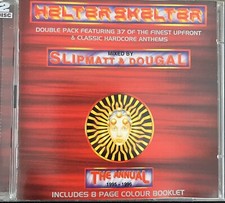 2
DISC
HELTER SKELTER
DOUBLE PACK FEATURING 37 OF THE FINEST UPFRONT
& CLASSIC HARDCORE ANTHEMS
MIXED BY
SLIPMATT & DOUGAL
THE ANNUAL
INCLUDES 8 PAGE COLOUR BOOKLET